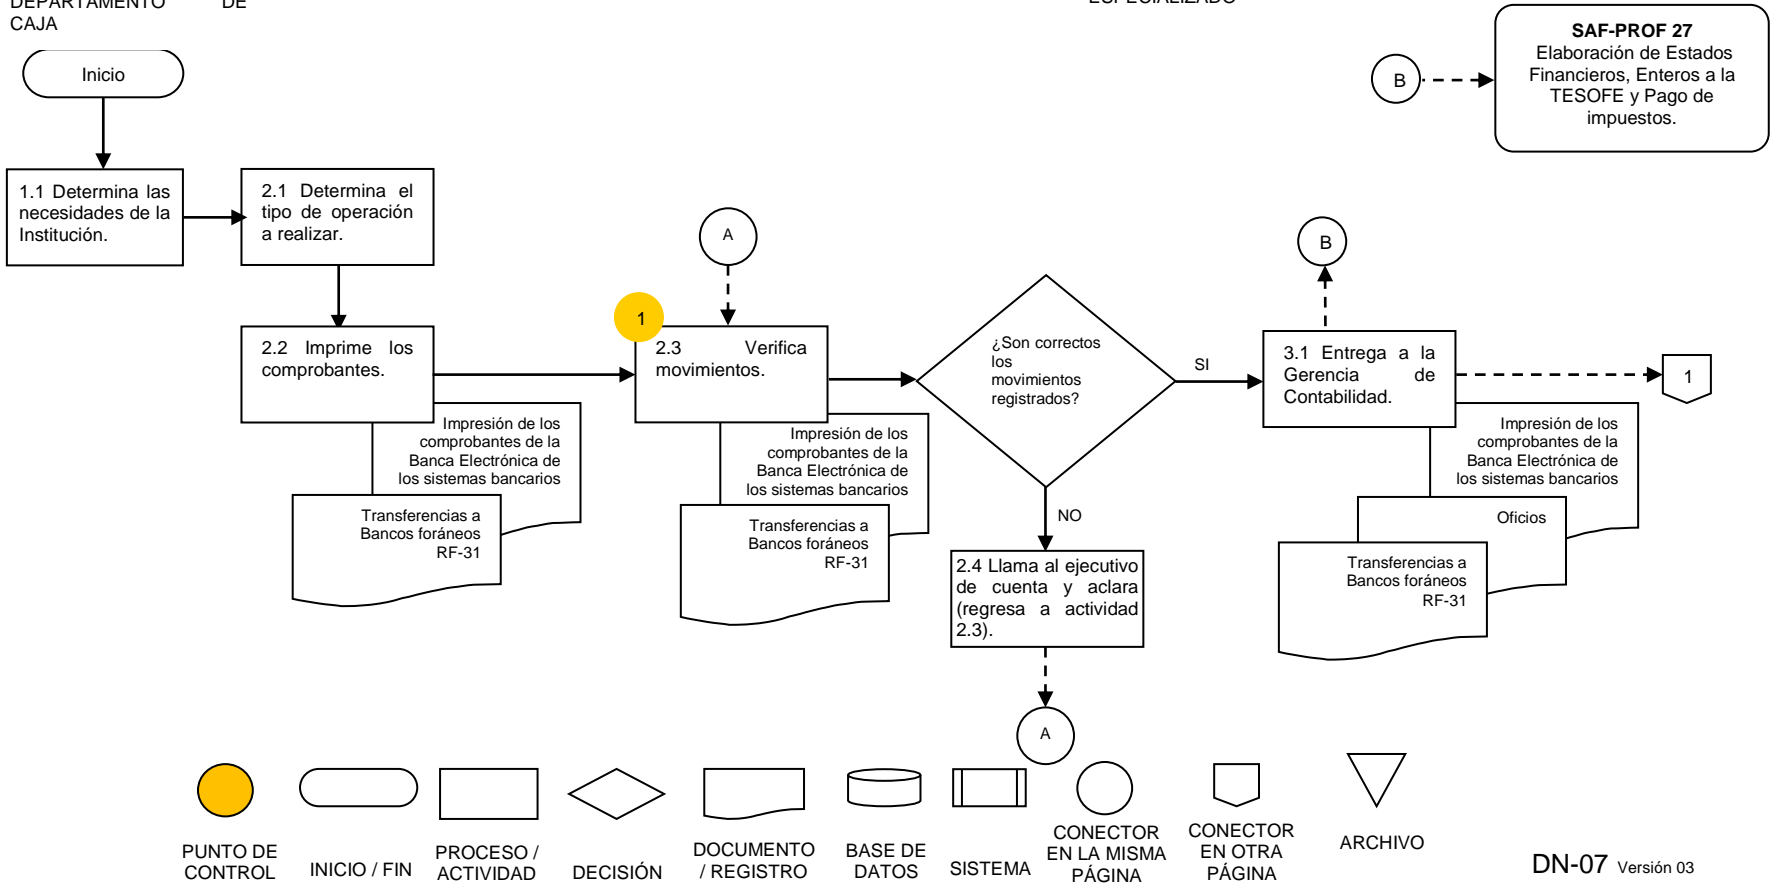 DEPARTAMENTO DE
CAJA
ESPECIALIZADO
Inicio
B
SAF-PROF 27
Elaboración de Estados
Financieros, Enteros a la
TESOFE y Pago de
impuestos.
1.1 Determina las
necesidades de la
Institución.
2.1 Determina el
tipo de operación
a realizar.
A
B
1
2.2 Imprime los
comprobantes.
2.3 Verifica
movimientos.
¿Son correctos
los
movimientos
registrados?
SI
3.1 Entrega a la
Gerencia de
Contabilidad.
1
Impresión de los
comprobantes de la
Banca Electrónica de
los sistemas bancarios
Transferencias a
Bancos foráneos
RF-31
Impresión de los
comprobantes de la
Banca Electrónica de
los sistemas bancarios
Transferencias a
Bancos foráneos
RF-31
NO
2.4 Llama al ejecutivo
de cuenta y aclara
(regresa a actividad
2.3).
A
Impresión de los
comprobantes de la
Banca Electrónica de
los sistemas bancarios
Oficios
Transferencias a
Bancos foráneos
RF-31
PUNTO DE
CONTROL
INICIO / FIN
PROCESO /
ACTIVIDAD
DECISIÓN
DOCUMENTO
/ REGISTRO
BASE DE
DATOS
SISTEMA
CONECTOR
EN LA MISMA
PÁGINA
CONECTOR
EN OTRA
PÁGINA
ARCHIVO
DN-07 Versión 03